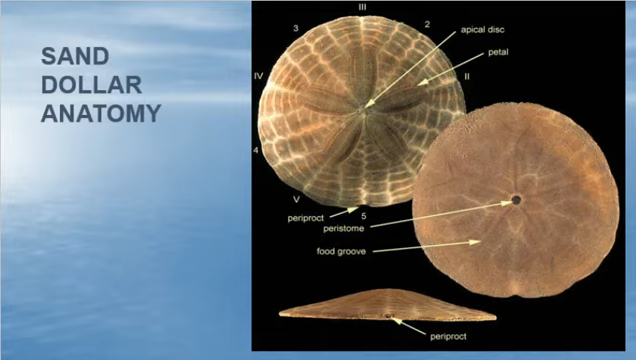 SAND
DOLLAR
ANATOMY
III
3
2
apical disc
petal
IV
II
4
V
5
periproct
peristome
food groove
periproct